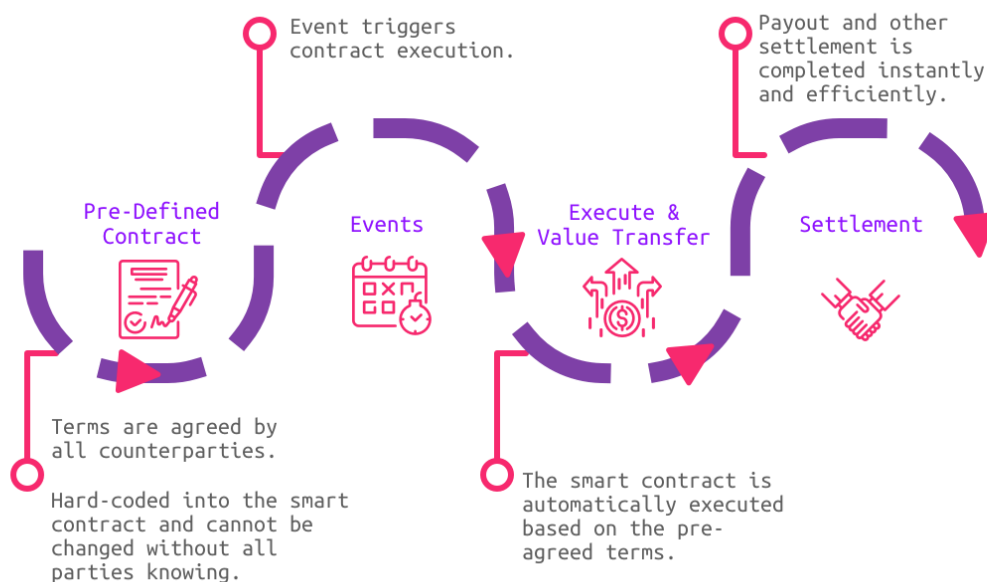 Event triggers
contract execution.
Payout and other
settlement is
completed instantly
and efficiently.
Pre-Defined
Contract
Events
Execute &
Value Transfer
Settlement
Terms are agreed by
all counterparties.
Hard-coded into the smart
contract and cannot be
changed without all
parties knowing.
The smart contract is
automatically executed
based on the pre-
agreed terms.